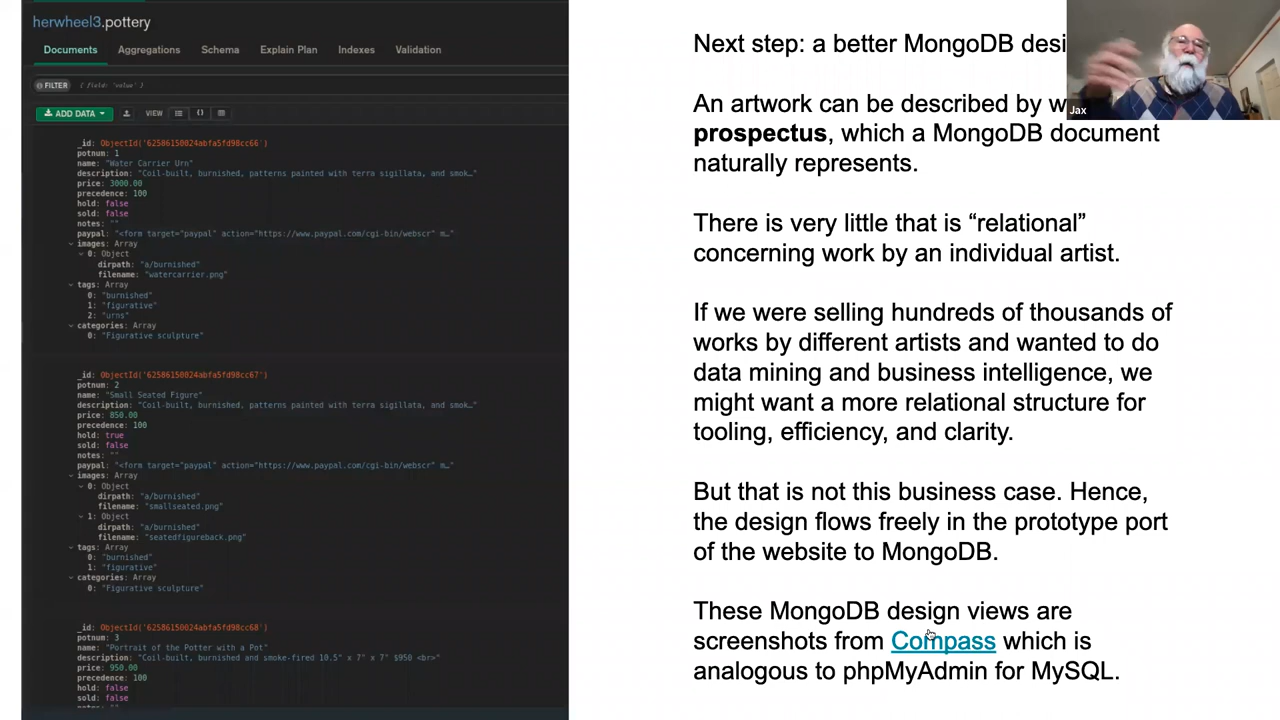 herwheel3.pottery
Documents Aggregations Schema Explain Plan Indexes Validation
FILTER { field: 'value' }
ADD DATA VIEW {}
_id: ObjectId('62586150024abfa5fd98cc66')
potnum: 1
name: "Water Carrier Urn"
description: "Coil-built, burnished, patterns painted with terra sigillata, and smok…"
price: 3000.00
precedence: 100
hold: false
sold: false
notes: ""
paypal: "<form target="paypal" action="https://www.paypal.com/cgi-bin/webscr" m…"
images: Array
0: Object
dirpath: "a/burnished"
filename: "watercarrier.png"
tags: Array
0: "burnished"
1: "figurative"
2: "urns"
categories: Array
0: "Figurative sculpture"
_id: ObjectId('62586150024abfa5fd98cc67')
potnum: 2
name: "Small Seated Figure"
description: "Coil-built, burnished, patterns painted with terra sigillata, and smok…"
price: 850.00
precedence: 100
hold: true
sold: false
notes: ""
paypal: "<form target="paypal" action="https://www.paypal.com/cgi-bin/webscr" m…"
images: Array
0: Object
dirpath: "a/burnished"
filename: "smallseated.png"
1: Object
dirpath: "a/burnished"
filename: "seatedfigureback.png"
tags: Array
0: "burnished"
1: "figurative"
categories: Array
0: "Figurative sculpture"
_id: ObjectId('62586150024abfa5fd98cc68')
potnum: 3
name: "Portrait of the Potter with a Pot"
description: "Coil-built, burnished and smoke-fired 10.5" x 7" x 7" $950 <br>"
price: 950.00
precedence: 100
hold: false
sold: false
Next step: a better MongoDB desi
An artwork can be described by w
prospectus, which a MongoDB document
naturally represents.
There is very little that is “relational”
concerning work by an individual artist.
If we were selling hundreds of thousands of
works by different artists and wanted to do
data mining and business intelligence, we
might want a more relational structure for
tooling, efficiency, and clarity.
But that is not this business case. Hence,
the design flows freely in the prototype port
of the website to MongoDB.
These MongoDB design views are
screenshots from Compass which is
analogous to phpMyAdmin for MySQL.
Jax